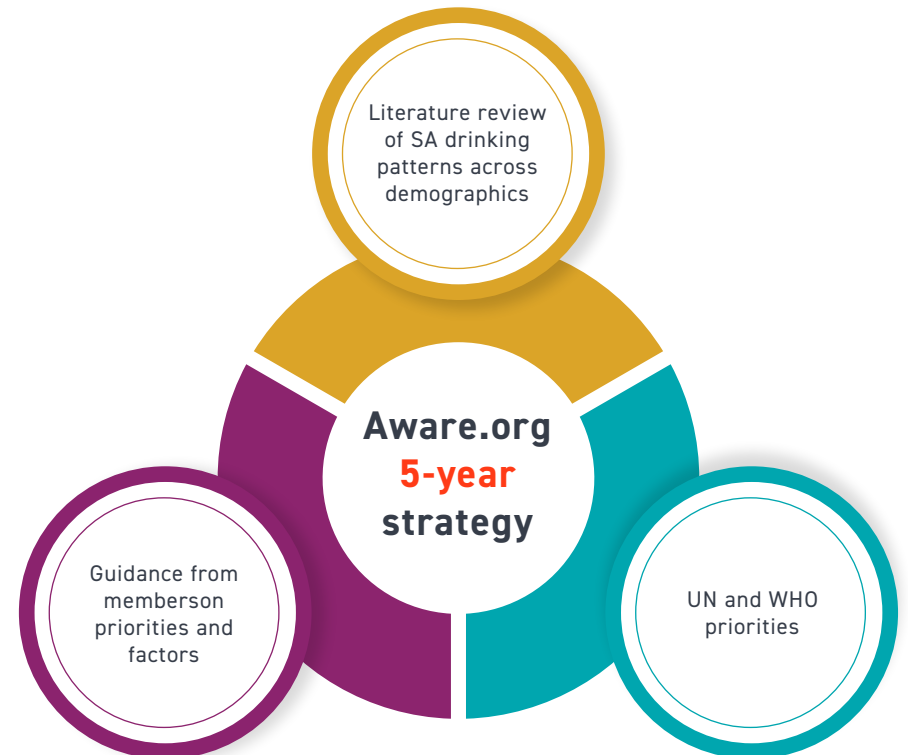 Literature review
of SA drinking
patterns across
demographics
Aware.org
5-year
strategy
Guidance from
memberson
priorities and
factors
UN and WHO
priorities